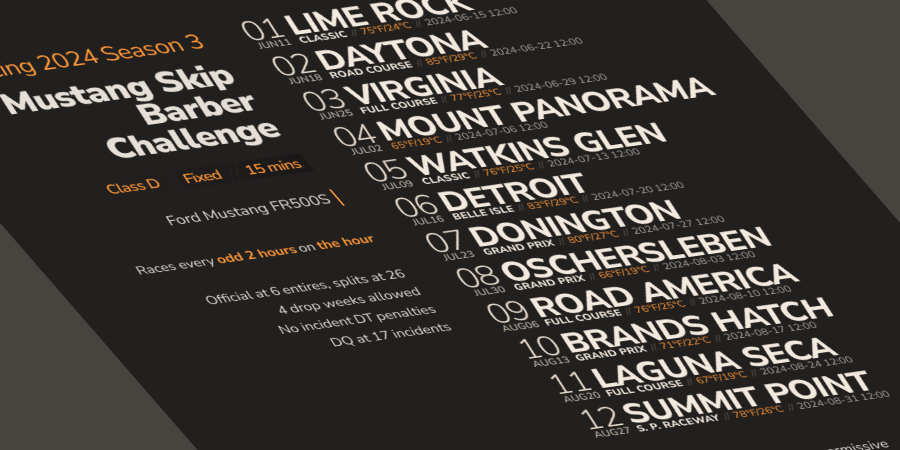 ing 2024 Season 3
Mustang Skip
Barber
Challenge
Class D Fixed 15 mins
Ford Mustang FR500S
Races every odd 2 hours on the hour
Official at 6 entires, splits at 26
4 drop weeks allowed
No incident DT penalties
DQ at 17 incidents
01 LIME ROCK
JUN11 CLASSIC // 75°F/24°C // 2024-06-15 12:00
02 DAYTONA
JUN18 ROAD COURSE // 85°F/29°C // 2024-06-22 12:00
03 VIRGINIA
JUN25 FULL COURSE // 77°F/25°C // 2024-06-29 12:00
04 MOUNT PANORAMA
JUL02 65°F/19°C // 2024-07-06 12:00
05 WATKINS GLEN
JUL09 CLASSIC // 76°F/25°C // 2024-07-13 12:00
06 DETROIT
JUL16 BELLE ISLE // 83°F/29°C // 2024-07-20 12:00
07 DONINGTON
JUL23 GRAND PRIX // 80°F/27°C // 2024-07-27 12:00
08 OSCHERSLEBEN
JUL30 GRAND PRIX // 66°F/19°C // 2024-08-03 12:00
09 ROAD AMERICA
AUG06 FULL COURSE // 76°F/25°C // 2024-08-10 12:00
10 BRANDS HATCH
AUG13 GRAND PRIX // 71°F/22°C // 2024-08-17 12:00
11 LAGUNA SECA
AUG20 FULL COURSE // 67°F/19°C // 2024-08-24 12:00
12 SUMMIT POINT
AUG27 S. P. RACEWAY // 78°F/26°C // 2024-08-31 12:00
ermissive